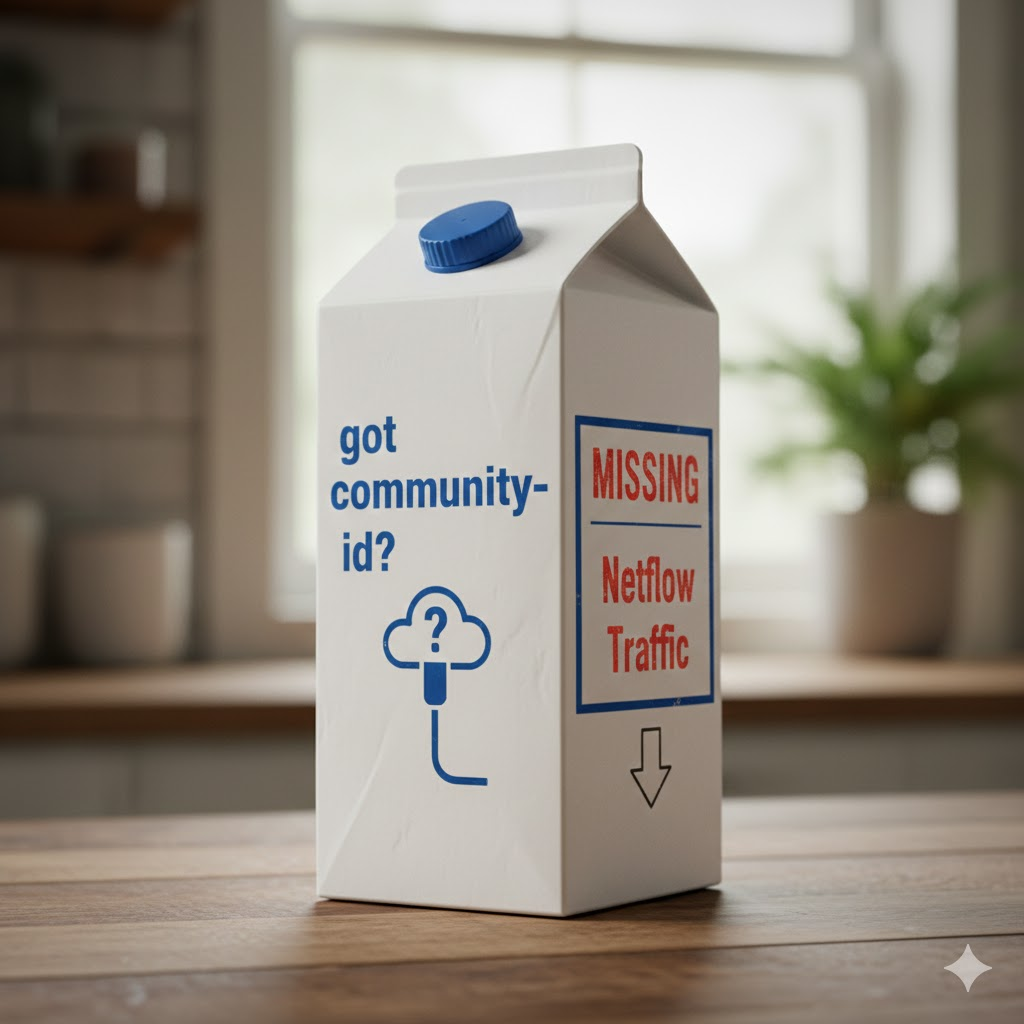 got
community-
id?
?
MISSING
Netflow
Traffic